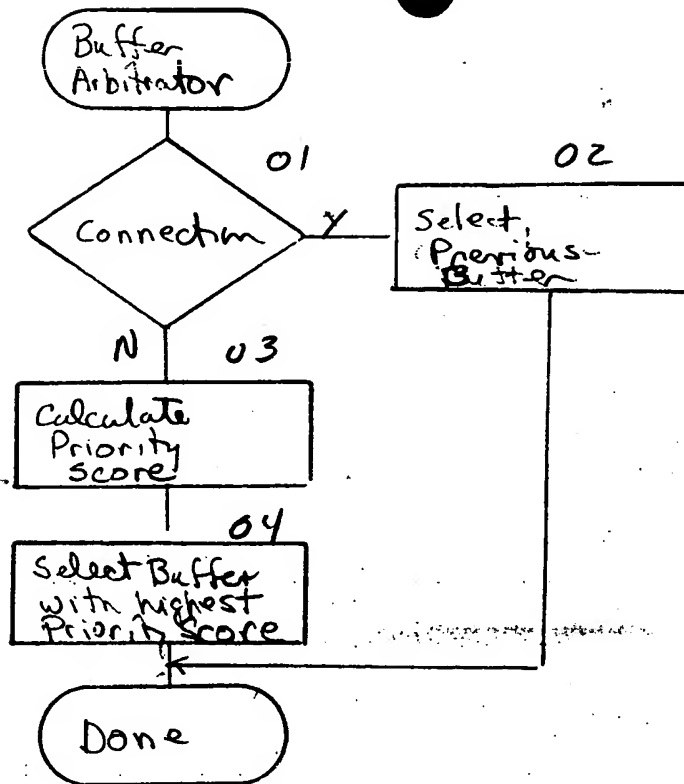 Buffer
Arbitrator
01
Connection
Y
02
Select
Previous
Buffer
N
03
Calculate
Priority
Score
04
Select Buffer
with highest
Priority Score
Done